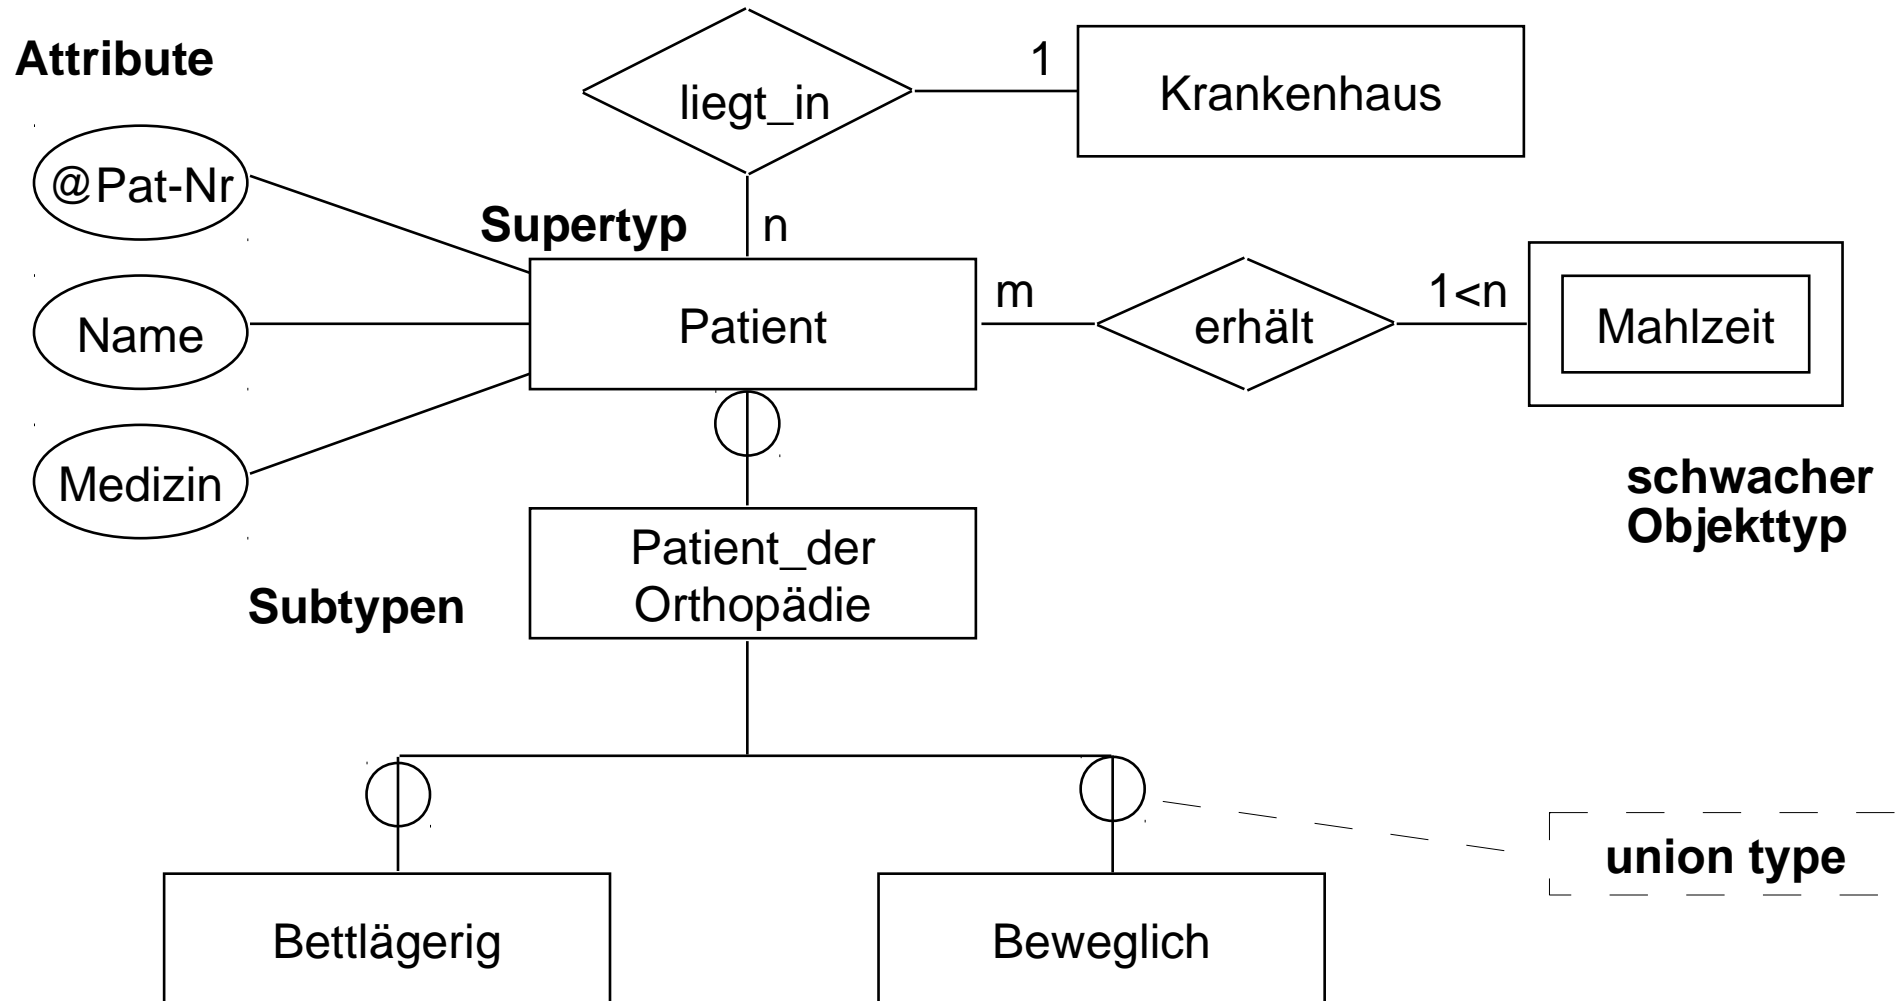 Attribute
liegt_in
1
Krankenhaus
@Pat-Nr
Supertyp
n
Name
Patient
m
erhält
1<n
Mahlzeit
Medizin
schwacher
Objekttyp
Patient_der
Orthopädie
Subtypen
union type
Bettlägerig
Beweglich